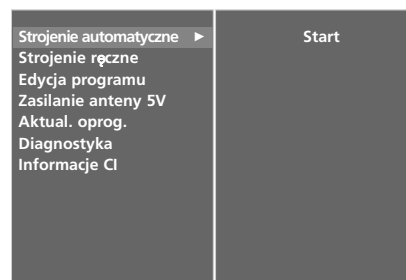 Strojenie automatyczne ► Start
Strojenie ręczne
Edycja programu
Zasilanie anteny 5V
Aktual. oprog.
Diagnostyka
Informacje CI